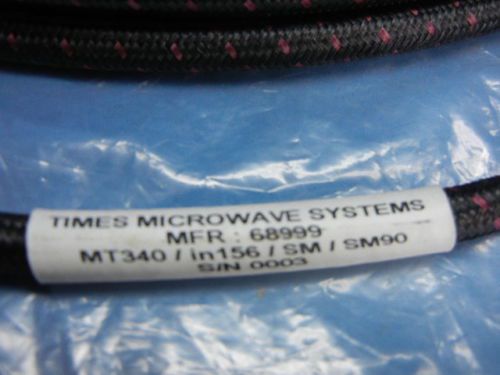 TIMES MICROWAVE SYSTEMS
MFR : 68999
MT340 / in156 / SM / SM90
S/N 0003